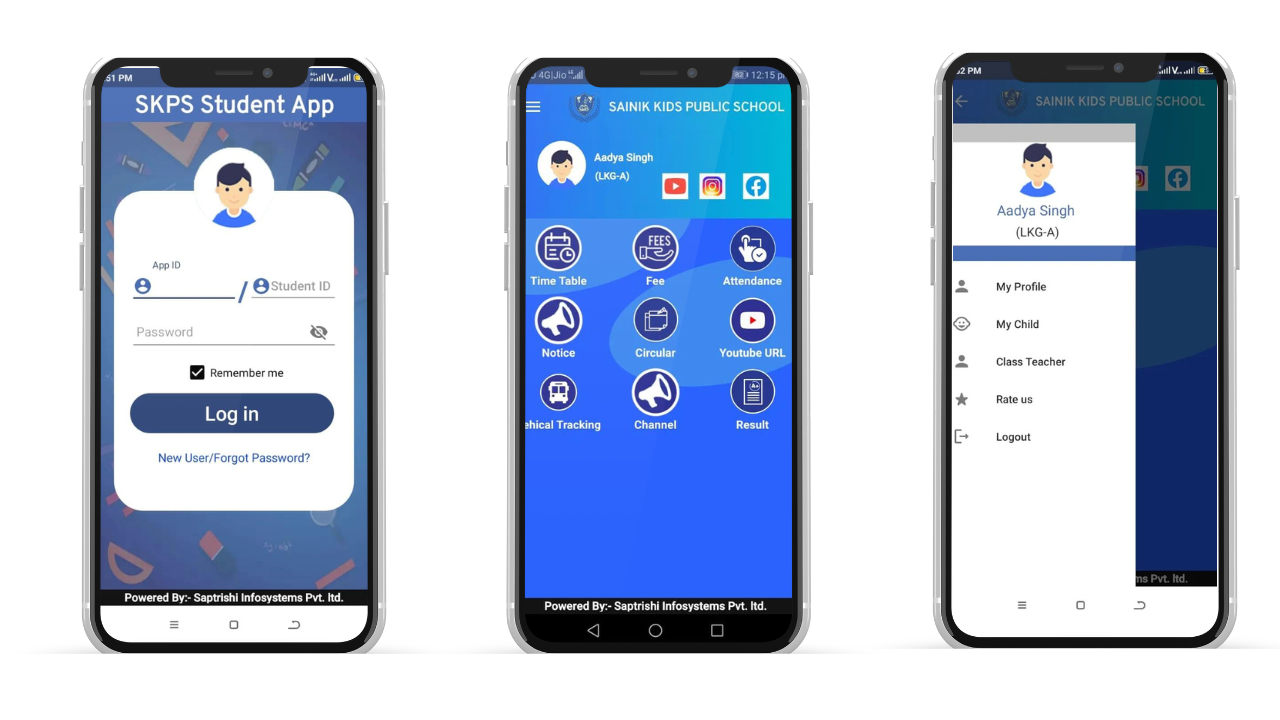 :51 PM
SKPS Student App
App ID
/
Student ID
Password
Remember me
Log in
New User/Forgot Password?
Powered By:- Saptrishi Infosystems Pvt. ltd.
4G|Jio
82
12:15 p
SAINIK KIDS PUBLIC SCHOOL
Aadya Singh
(LKG-A)
FEES
Time Table
Fee
Attendance
Notice
Circular
Youtube URL
A+
ehical Tracking
Channel
Result
Powered By:- Saptrishi Infosystems Pvt. ltd.
:52 PM
SAINIK KIDS PUBLIC SCHOOL
Aadya Singh
(LKG-A)
My Profile
My Child
Class Teacher
Rate us
Logout
ms Pvt. ltd.